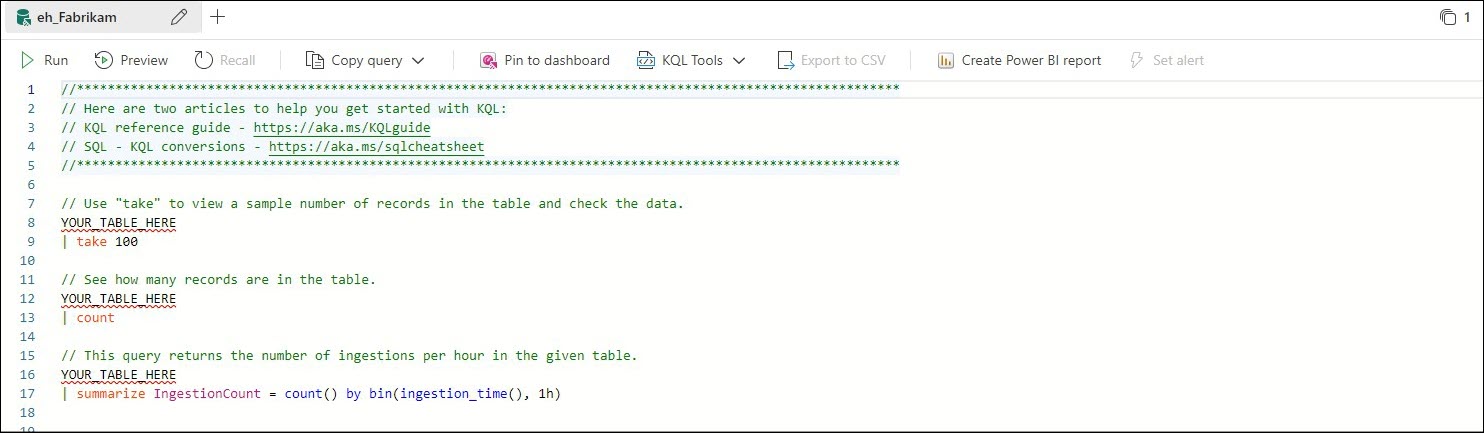 eh_Fabrikam + 1
Run Preview Recall Copy query Pin to dashboard KQL Tools Export to CSV Create Power BI report Set alert
1 //***********************************************************************************************************
2 // Here are two articles to help you get started with KQL:
3 // KQL reference guide - https://aka.ms/KQLguide
4 // SQL - KQL conversions - https://aka.ms/sqlcheatsheet
5 //***********************************************************************************************************
6
7 // Use "take" to view a sample number of records in the table and check the data.
8 YOUR_TABLE_HERE
9 | take 100
10
11 // See how many records are in the table.
12 YOUR_TABLE_HERE
13 | count
14
15 // This query returns the number of ingestions per hour in the given table.
16 YOUR_TABLE_HERE
17 | summarize IngestionCount = count() by bin(ingestion_time(), 1h)
18